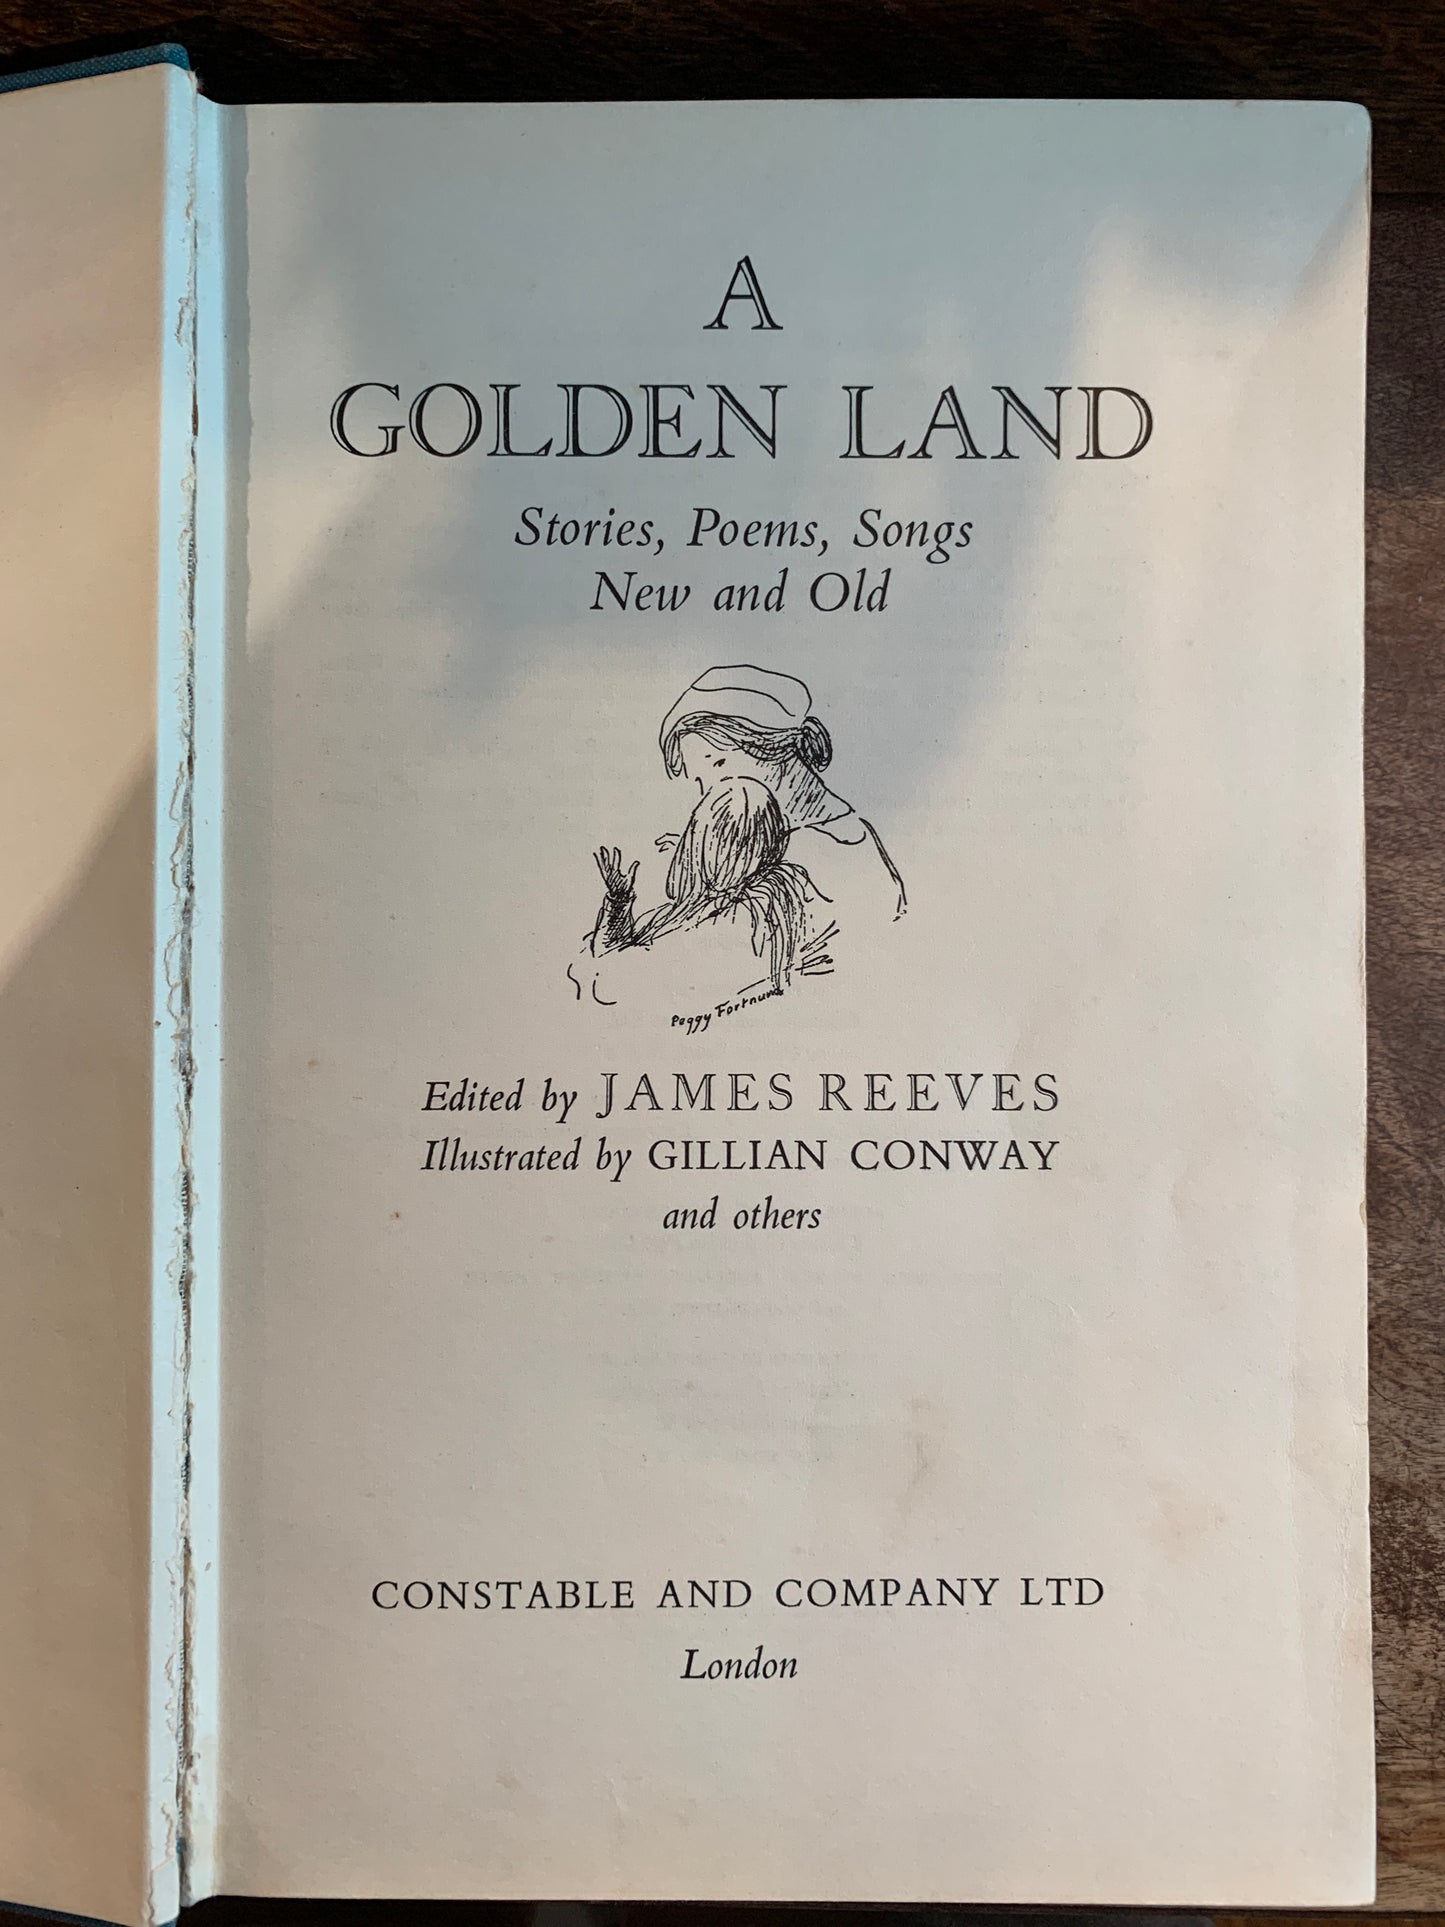 A
GOLDEN LAND
Stories, Poems, Songs
New and Old
Peggy Fortnum
Edited by JAMES REEVES
Illustrated by GILLIAN CONWAY
and others
CONSTABLE AND COMPANY LTD
London